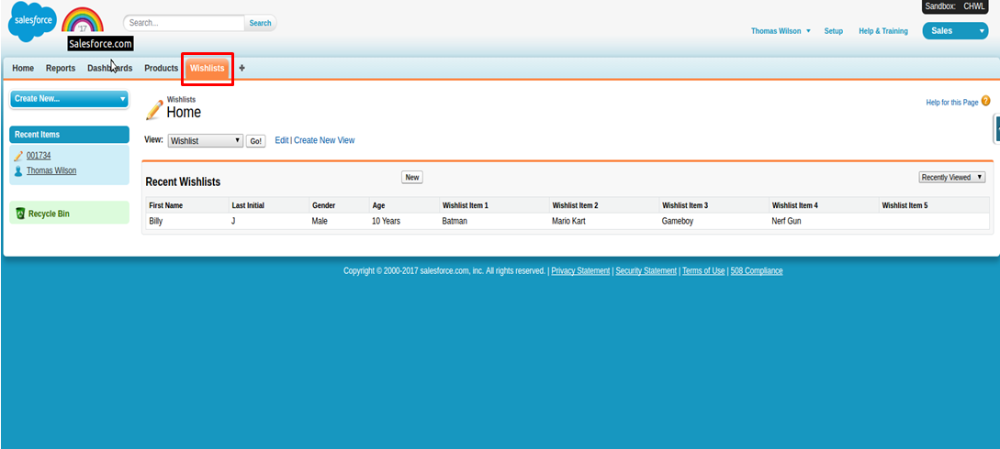 Sandbox: CHWL
salesforce
'17
Search...
Search
Thomas Wilson
Setup
Help & Training
Sales
Salesforce.com
Home Reports Dashboards Products Wishlists +
Create New...
Wishlists
Home
Help for this Page ?
Recent Items
View: Wishlist Go! Edit | Create New View
001734
Thomas Wilson
Recent Wishlists New Recently Viewed
First Name Last Initial Gender Age Wishlist Item 1 Wishlist Item 2 Wishlist Item 3 Wishlist Item 4 Wishlist Item 5
Billy J Male 10 Years Batman Mario Kart Gameboy Nerf Gun
Recycle Bin
Copyright © 2000-2017 salesforce.com, inc. All rights reserved. | Privacy Statement | Security Statement | Terms of Use | 508 Compliance